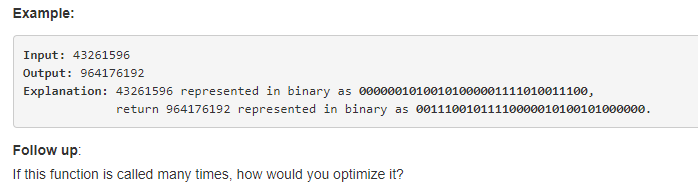 Example:
Input: 43261596
Output: 964176192
Explanation: 43261596 represented in binary as 00000010100101000001111010011100,
return 964176192 represented in binary as 00111001011110000010100101000000.
Follow up:
If this function is called many times, how would you optimize it?